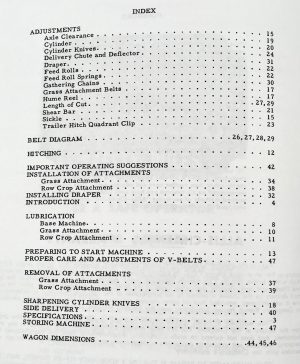 INDEX
ADJUSTMENTS
Axle Clearance 15
Cylinder 19
Cylinder Knives 20
Delivery Chute and Deflector 24
Draper 31
Feed Rolls 22
Feed Roll Springs 22
Gathering Chains 30
Grass Attachment Belts 17
Hume Reel 17
Length of Cut 27,29
Shear Bar 21
Sickle 15
Trailer Hitch Quadrant Clip 23
BELT DIAGRAM 26,27,28,29
HITCHING 12
IMPORTANT OPERATING SUGGESTIONS 42
INSTALLATION OF ATTACHMENTS
Grass Attachment 34
Row Crop Attachment 38
INSTALLING DRAPER 32
INTRODUCTION 4
LUBRICATION
Base Machine 8
Grass Attachment 10
Row Crop Attachment 11
PREPARING TO START MACHINE 13
PROPER CARE AND ADJUSTMENTS OF V-BELTS 47
REMOVAL OF ATTACHMENTS
Grass Attachment 37
Row Crop Attachment 39
SHARPENING CYLINDER KNIVES 18
SIDE DELIVERY 40
SPECIFICATIONS 3
STORING MACHINE 47
WAGON DIMENSIONS 44,45,46